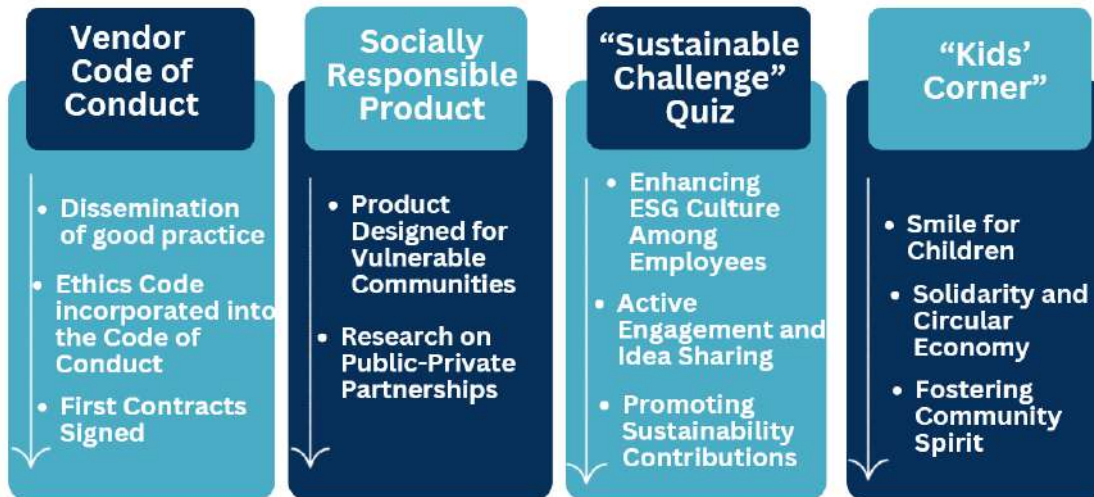 Vendor
Code of
Conduct
• Dissemination
of good practice
• Ethics Code
incorporated into
the Code of
Conduct
• First Contracts
Signed
Socially
Responsible
Product
• Product
Designed for
Vulnerable
Communities
• Research on
Public-Private
Partnerships
“Sustainable
Challenge”
Quiz
• Enhancing
ESG Culture
Among
Employees
• Active
Engagement and
Idea Sharing
• Promoting
Sustainability
Contributions
“Kids’
Corner”
• Smile for
Children
• Solidarity and
Circular
Economy
• Fostering
Community
Spirit